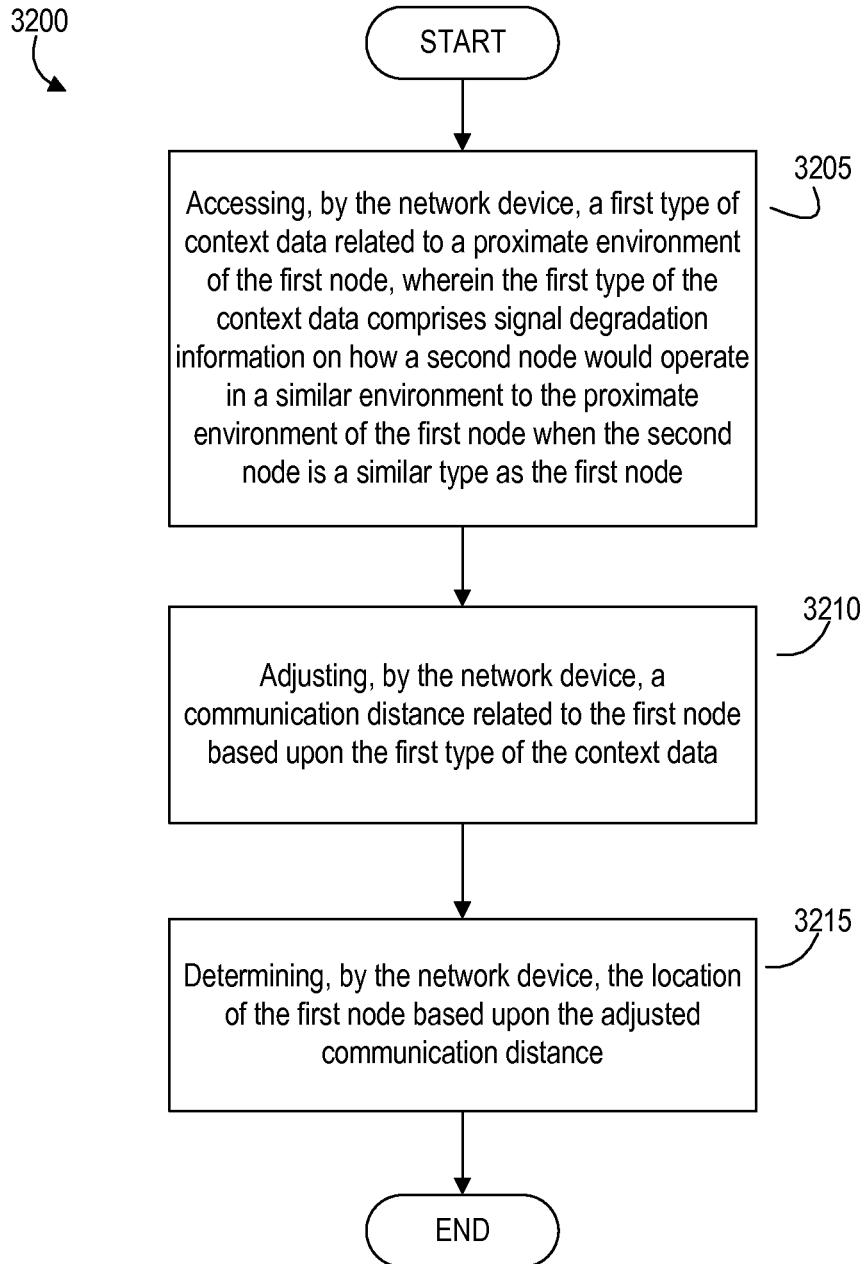 3200
START
3205
Accessing, by the network device, a first type of
context data related to a proximate environment
of the first node, wherein the first type of the
context data comprises signal degradation
information on how a second node would operate
in a similar environment to the proximate
environment of the first node when the second
node is a similar type as the first node
3210
Adjusting, by the network device, a
communication distance related to the first node
based upon the first type of the context data
3215
Determining, by the network device, the location
of the first node based upon the adjusted
communication distance
END